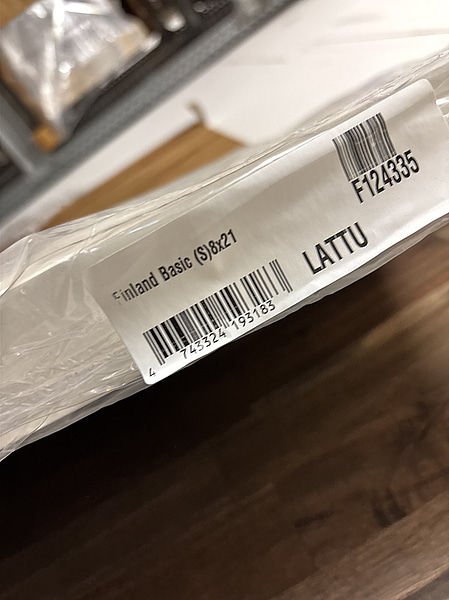 F124335
Finland Basic (S)8x21
LATTU
4 743324 193183